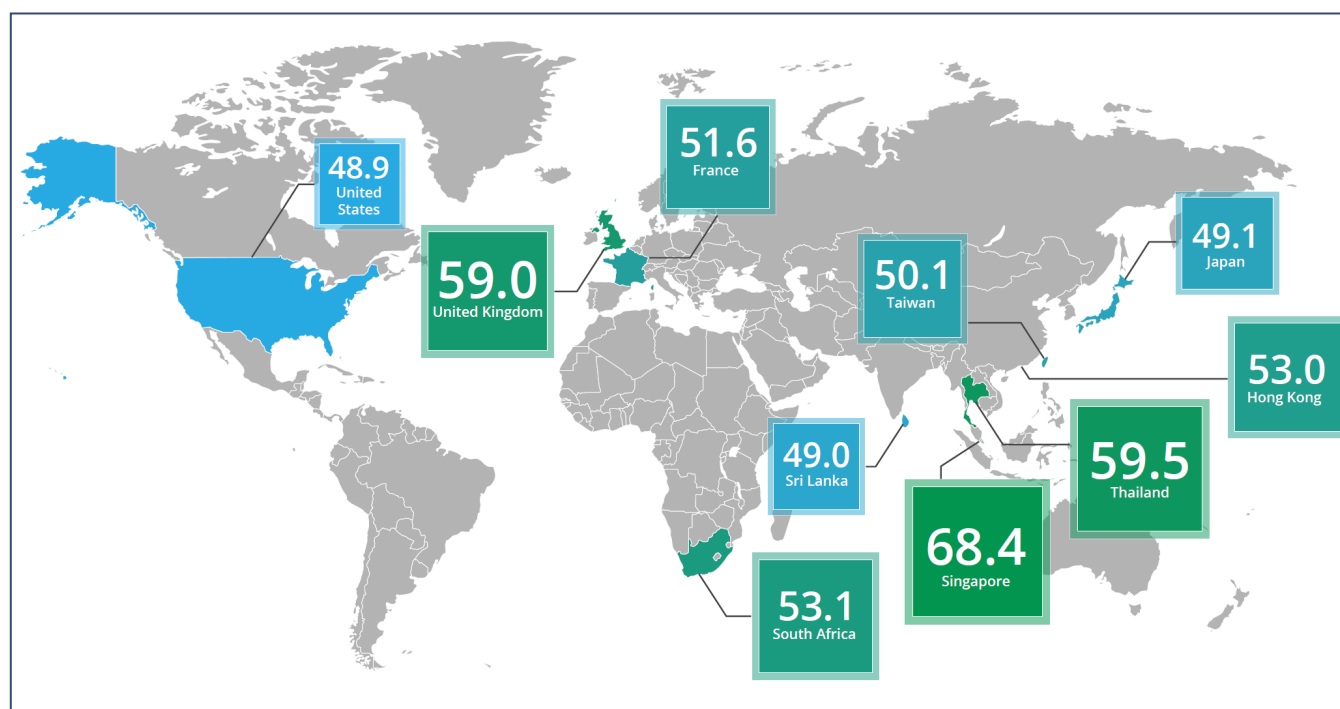 48.9
United
States
59.0
United Kingdom
51.6
France
50.1
Taiwan
49.1
Japan
53.0
Hong Kong
49.0
Sri Lanka
59.5
Thailand
68.4
Singapore
53.1
South Africa